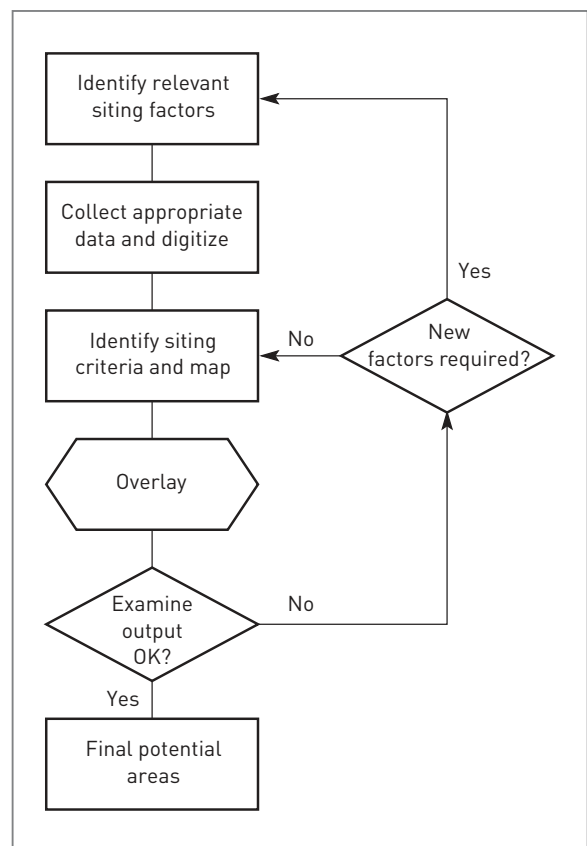 Identify relevant
siting factors
Collect appropriate
data and digitize
Yes
Identify siting
criteria and map
No
New
factors required?
Overlay
Examine
output
OK?
No
Yes
Final potential
areas